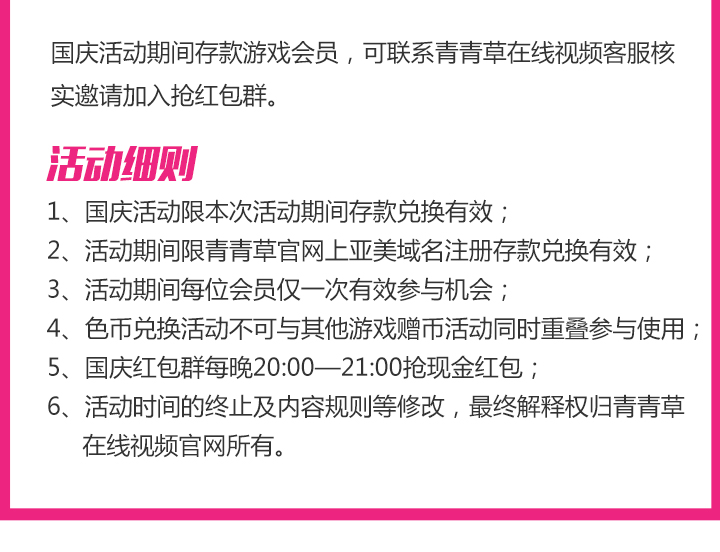 国庆活动期间存款游戏会员，可联系青青草在线视频客服核
实邀请加入抢红包群。
活动细则
1、国庆活动限本次活动期间存款兑换有效；
2、活动期间限青青草官网上亚美域名注册存款兑换有效；
3、活动期间每位会员仅一次有效参与机会；
4、色币兑换活动不可与其他游戏赠币活动同时重叠参与使用；
5、国庆红包群每晚20:00—21:00抢现金红包；
6、活动时间的终止及内容规则等修改，最终解释权归青青草
在线视频官网所有。